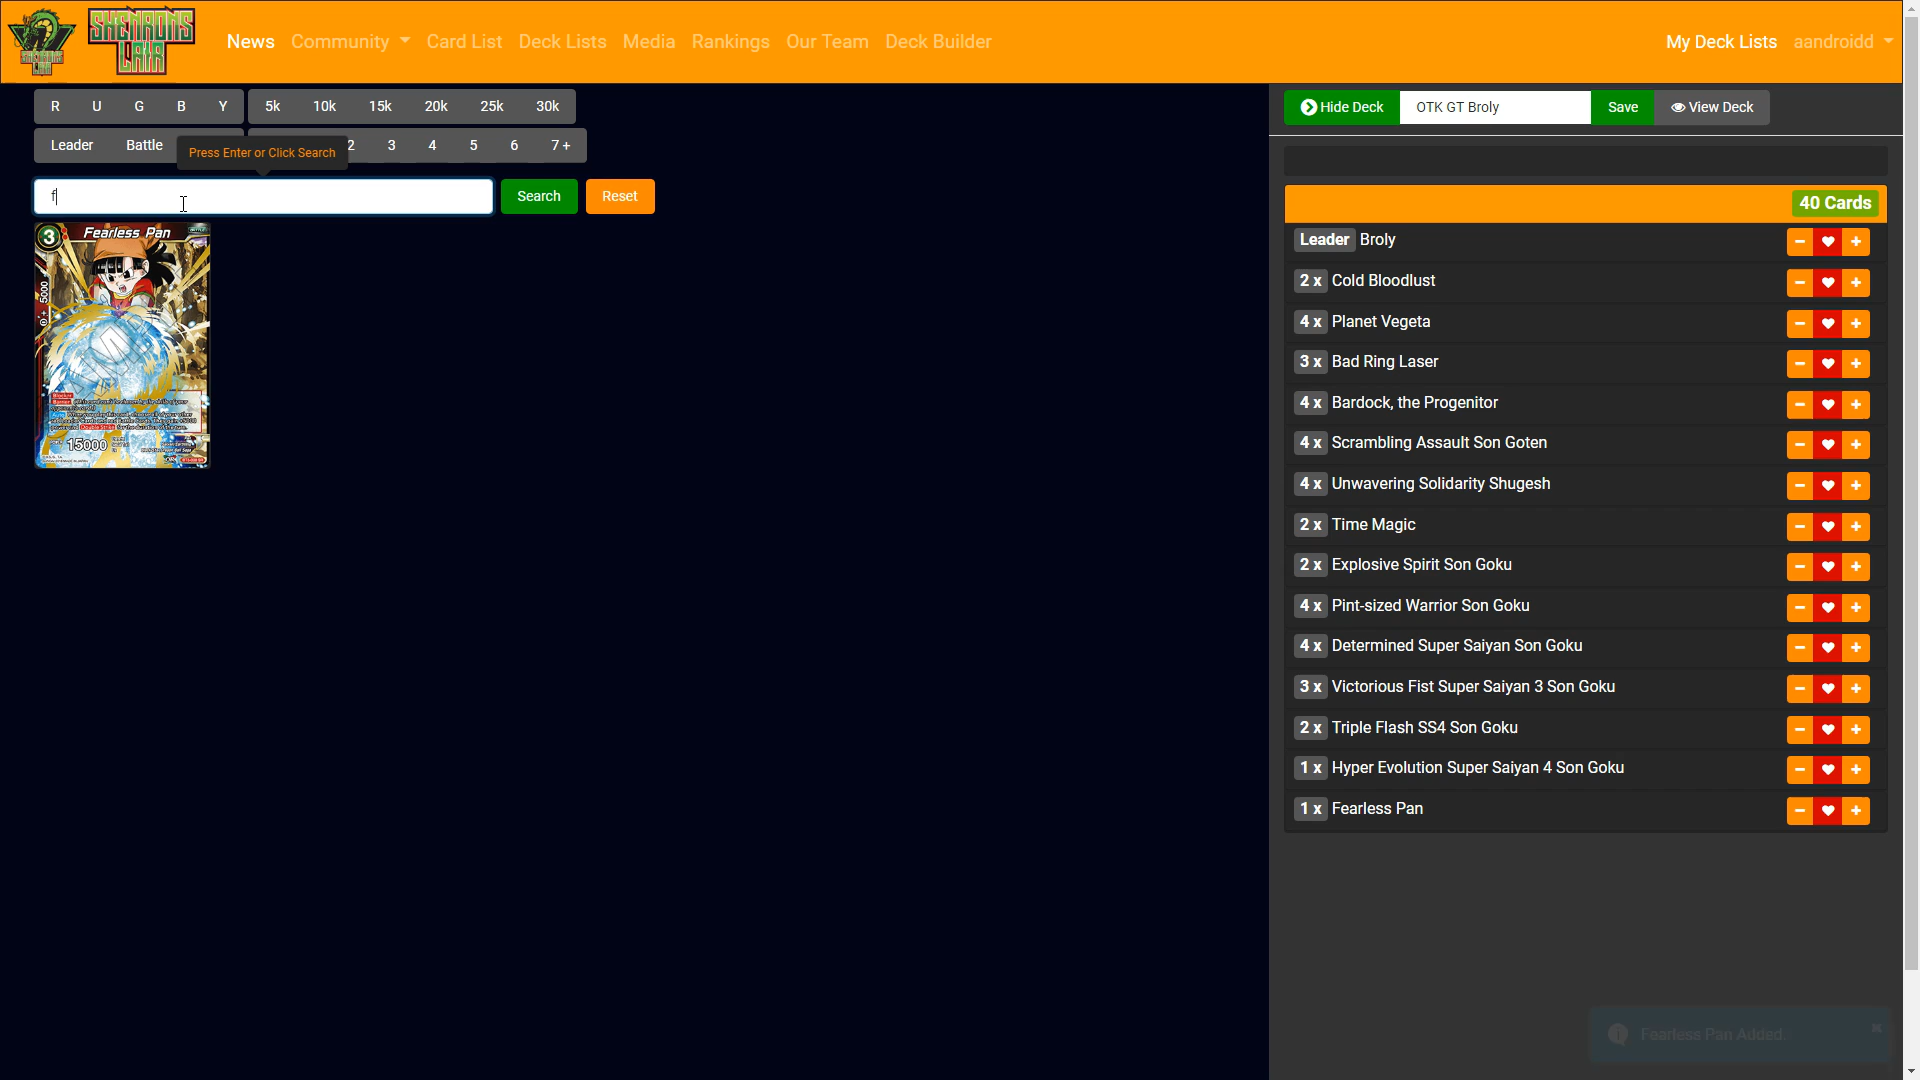 SHENRONS LAIR
News Community Card List Deck Lists Media Rankings Our Team Deck Builder My Deck Lists aandroidd
R U G B Y 5k 10k 15k 20k 25k 30k
Hide Deck OTK GT Broly Save View Deck
Leader Battle 2 3 4 5 6 7 +
Press Enter or Click Search
f Search Reset
40 Cards
3 Fearless Pan
5000
15000
Leader Broly
2 x Cold Bloodlust
4 x Planet Vegeta
3 x Bad Ring Laser
4 x Bardock, the Progenitor
4 x Scrambling Assault Son Goten
4 x Unwavering Solidarity Shugesh
2 x Time Magic
2 x Explosive Spirit Son Goku
4 x Pint-sized Warrior Son Goku
4 x Determined Super Saiyan Son Goku
3 x Victorious Fist Super Saiyan 3 Son Goku
2 x Triple Flash SS4 Son Goku
1 x Hyper Evolution Super Saiyan 4 Son Goku
1 x Fearless Pan
Fearless Pan Added.